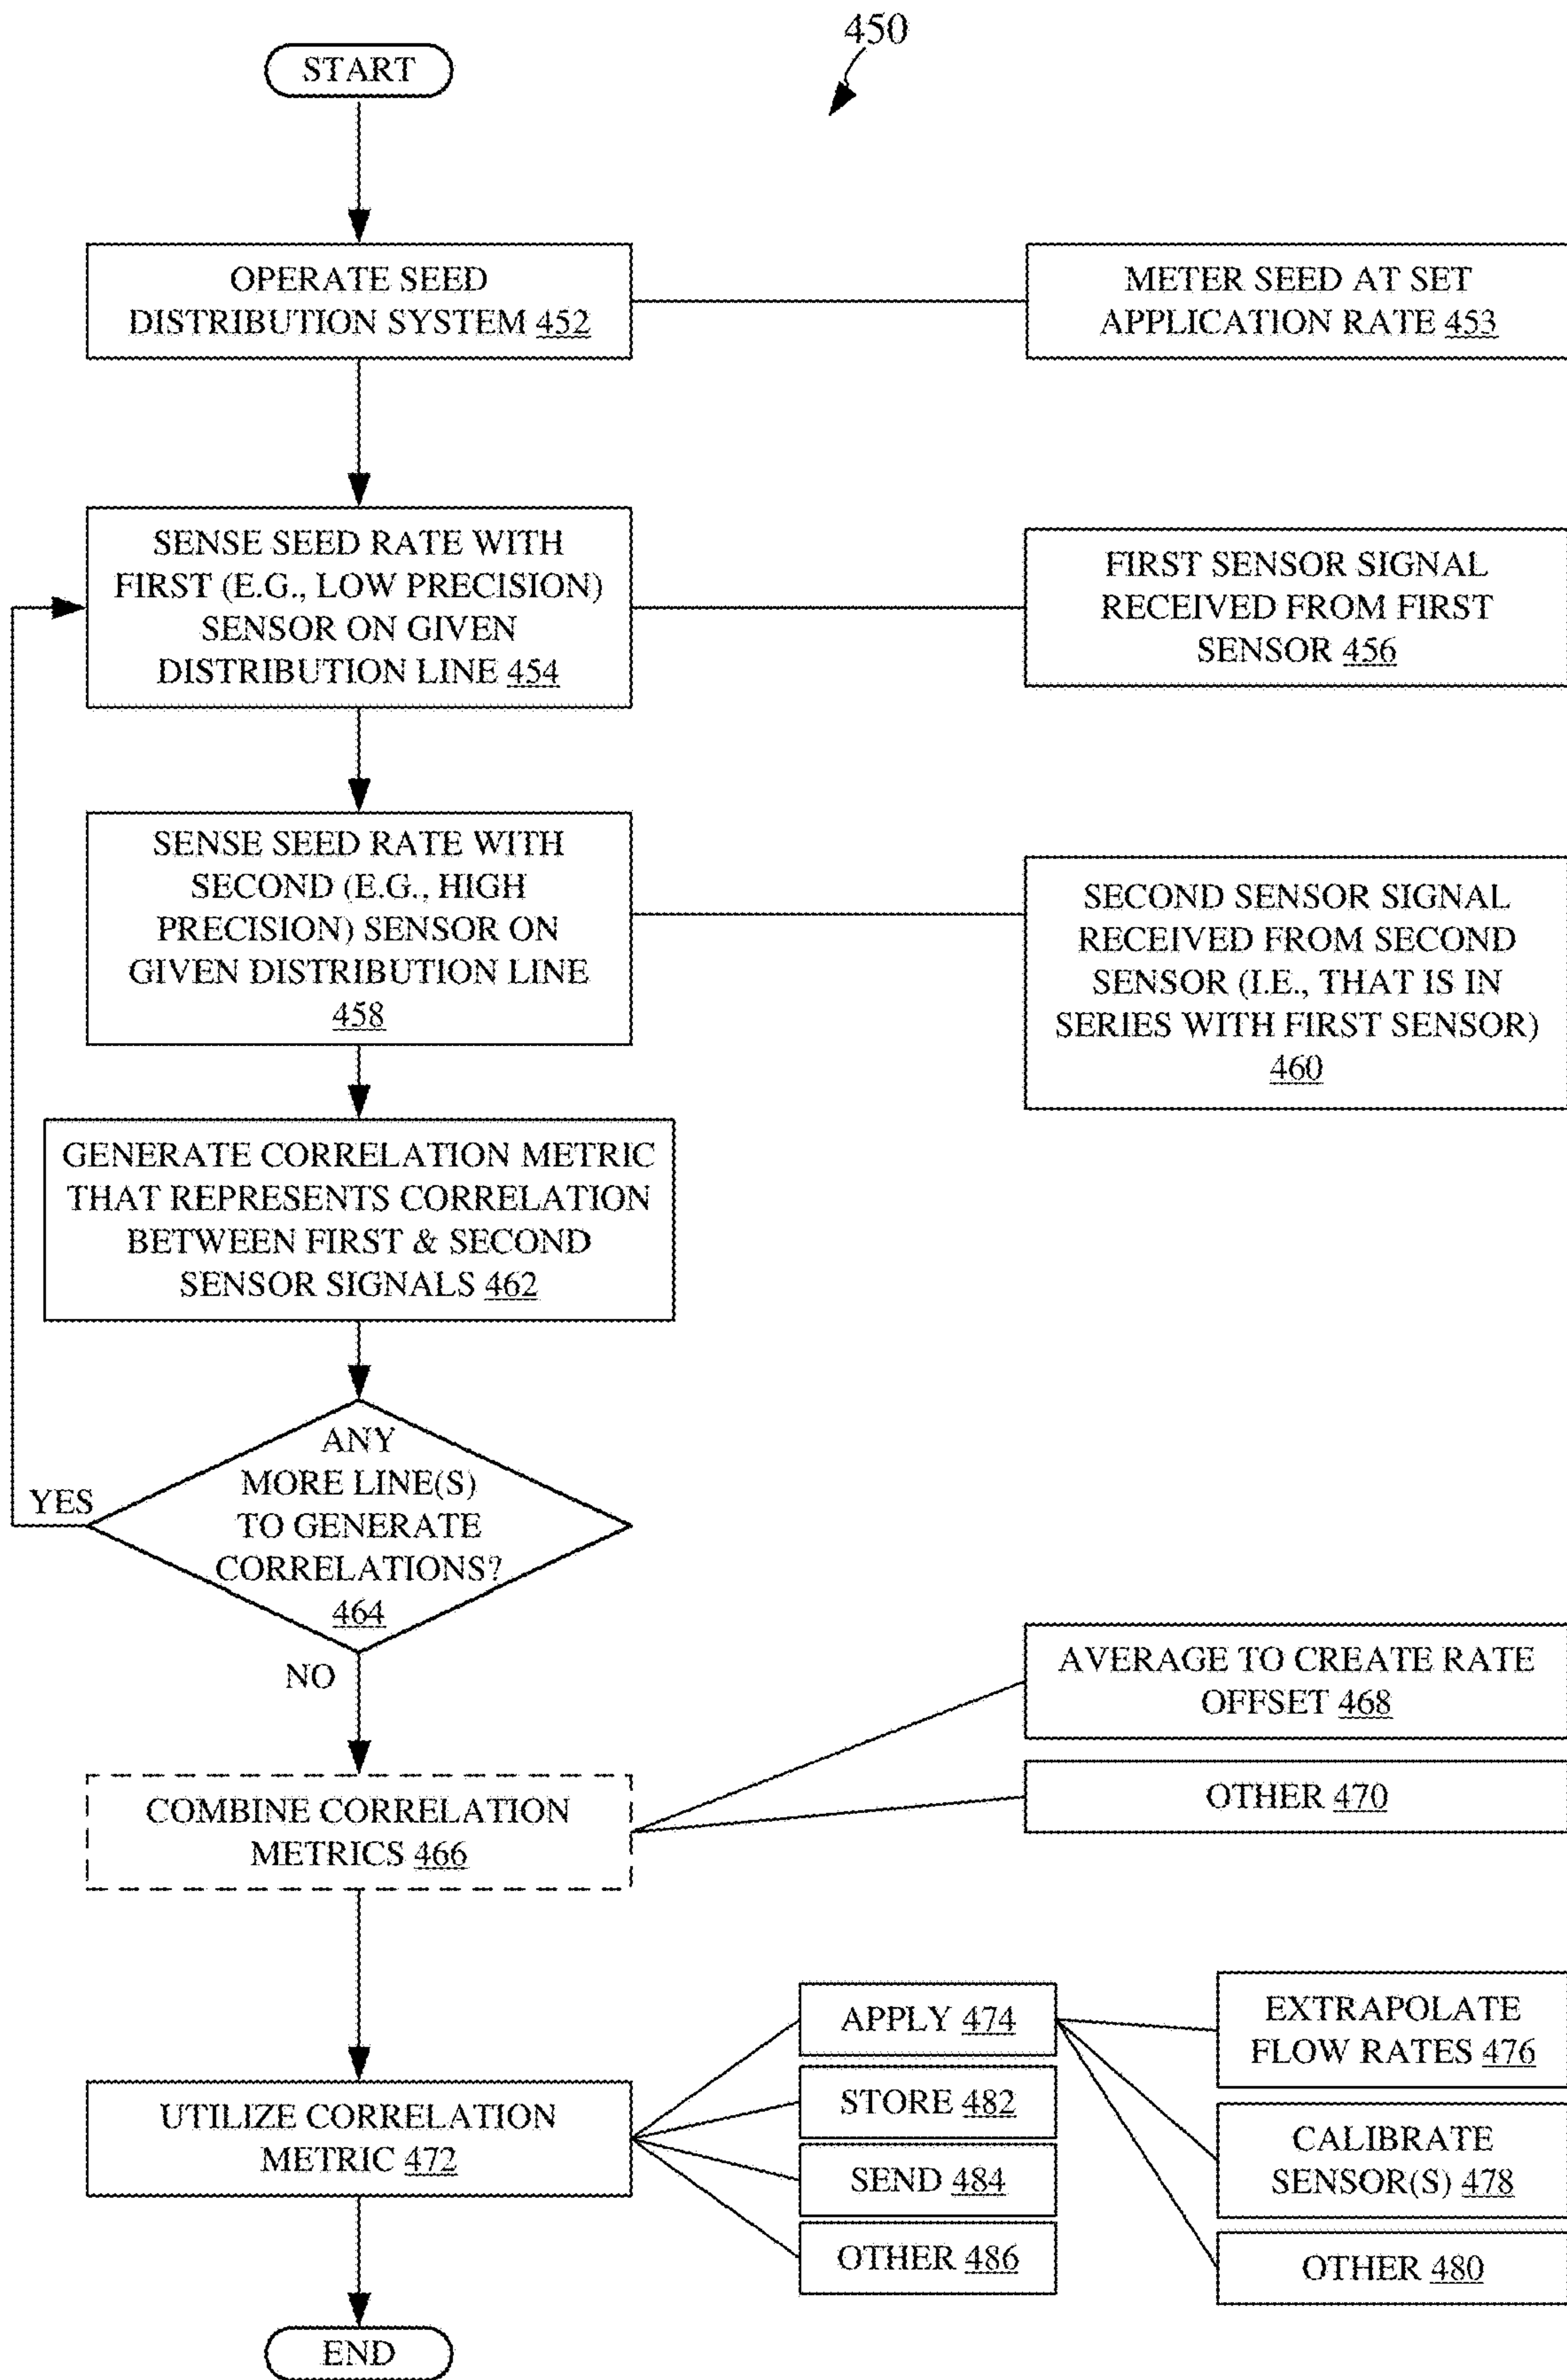 450
START
OPERATE SEED
DISTRIBUTION SYSTEM 452
METER SEED AT SET
APPLICATION RATE 453
SENSE SEED RATE WITH
FIRST (E.G., LOW PRECISION)
SENSOR ON GIVEN
DISTRIBUTION LINE 454
FIRST SENSOR SIGNAL
RECEIVED FROM FIRST
SENSOR 456
SENSE SEED RATE WITH
SECOND (E.G., HIGH
PRECISION) SENSOR ON
GIVEN DISTRIBUTION LINE
458
SECOND SENSOR SIGNAL
RECEIVED FROM SECOND
SENSOR (I.E., THAT IS IN
SERIES WITH FIRST SENSOR)
460
GENERATE CORRELATION METRIC
THAT REPRESENTS CORRELATION
BETWEEN FIRST & SECOND
SENSOR SIGNALS 462
ANY
MORE LINE(S)
TO GENERATE
CORRELATIONS?
464
YES
NO
COMBINE CORRELATION
METRICS 466
AVERAGE TO CREATE RATE
OFFSET 468
OTHER 470
UTILIZE CORRELATION
METRIC 472
APPLY 474
STORE 482
SEND 484
OTHER 486
EXTRAPOLATE
FLOW RATES 476
CALIBRATE
SENSOR(S) 478
OTHER 480
END